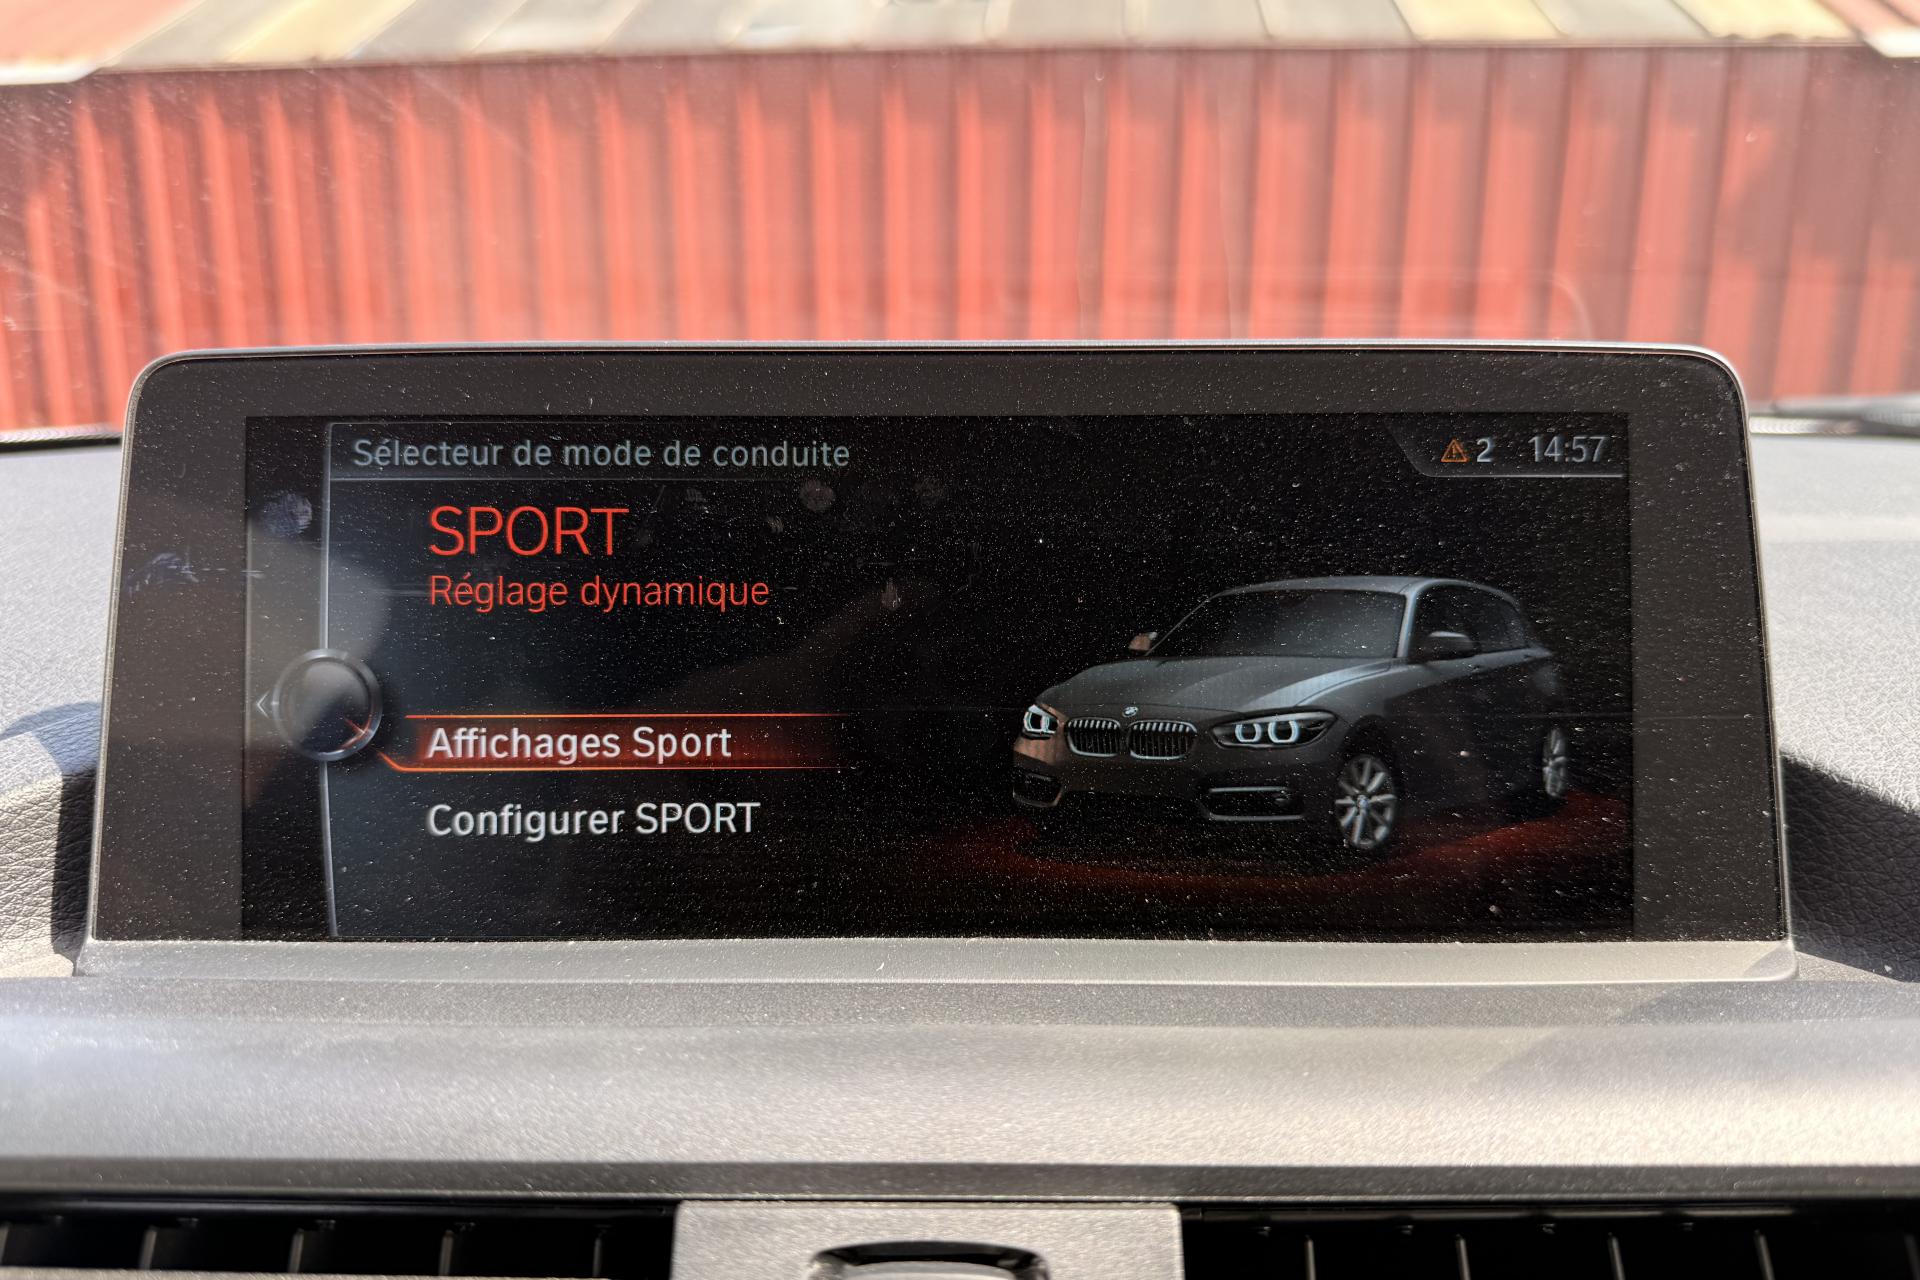 Sélecteur de mode de conduite
2 14:57
SPORT
Réglage dynamique
Affichages Sport
Configurer SPORT